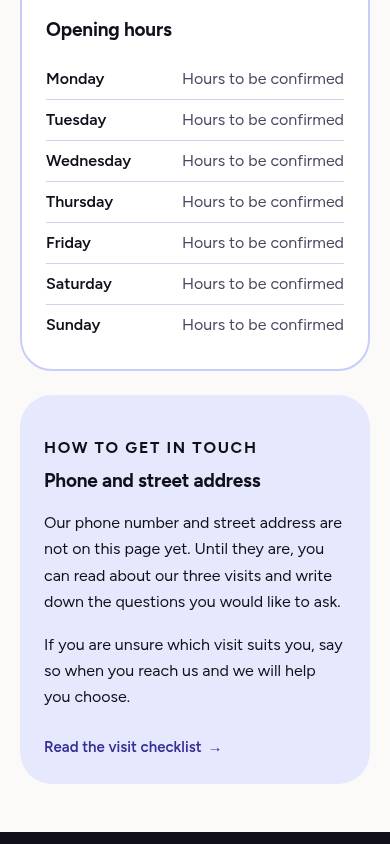 Opening hours
Monday Hours to be confirmed
Tuesday Hours to be confirmed
Wednesday Hours to be confirmed
Thursday Hours to be confirmed
Friday Hours to be confirmed
Saturday Hours to be confirmed
Sunday Hours to be confirmed
HOW TO GET IN TOUCH
Phone and street address
Our phone number and street address are
not on this page yet. Until they are, you
can read about our three visits and write
down the questions you would like to ask.
If you are unsure which visit suits you, say
so when you reach us and we will help
you choose.
Read the visit checklist →